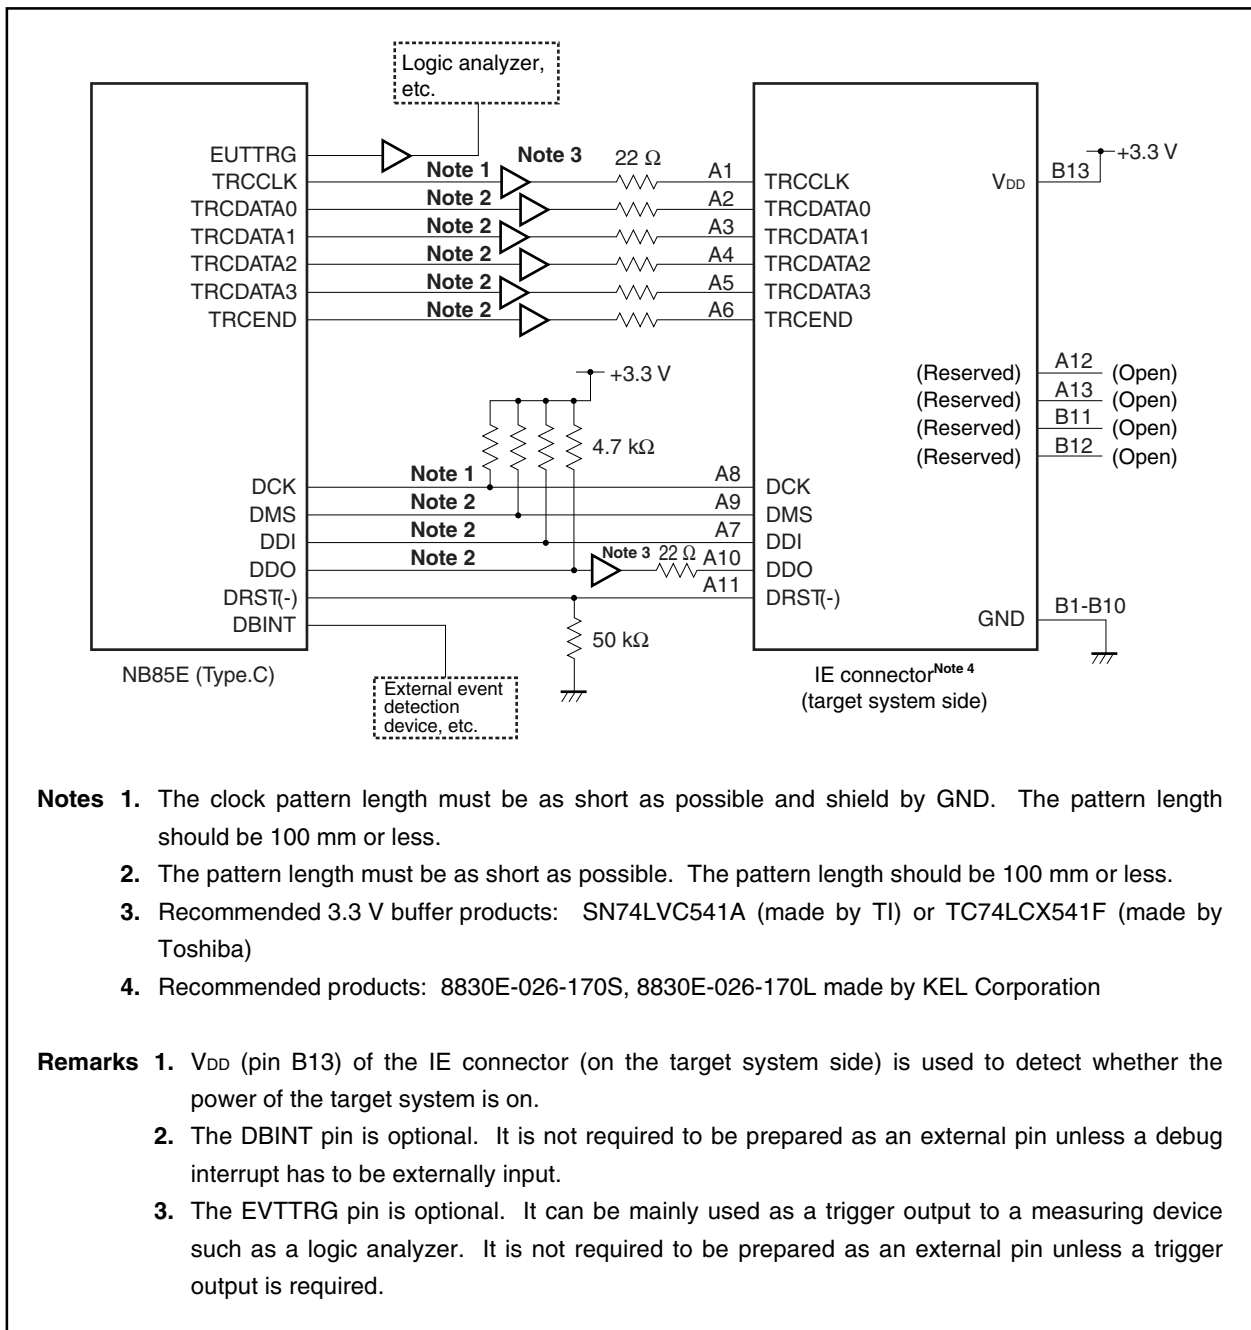 Logic analyzer,
etc.
EUTTRG
TRCCLK
TRCDATA0
TRCDATA1
TRCDATA2
TRCDATA3
TRCEND
Note 1
Note 2
Note 2
Note 2
Note 2
Note 2
Note 3
22 Ω
A1
A2
A3
A4
A5
A6
TRCCLK
TRCDATA0
TRCDATA1
TRCDATA2
TRCDATA3
TRCEND
VDD
B13
+3.3 V
(Reserved) A12 (Open)
(Reserved) A13 (Open)
(Reserved) B11 (Open)
(Reserved) B12 (Open)
+3.3 V
4.7 kΩ
DCK
DMS
DDI
DDO
DRST(-)
DBINT
Note 1
Note 2
Note 2
Note 2
Note 3
22 Ω
A8
A9
A7
A10
A11
DCK
DMS
DDI
DDO
DRST(-)
50 kΩ
GND
B1-B10
NB85E (Type.C)
External event
detection
device, etc.
IE connector Note 4
(target system side)
Notes 1. The clock pattern length must be as short as possible and shield by GND. The pattern length
should be 100 mm or less.
2. The pattern length must be as short as possible. The pattern length should be 100 mm or less.
3. Recommended 3.3 V buffer products: SN74LVC541A (made by TI) or TC74LCX541F (made by
Toshiba)
4. Recommended products: 8830E-026-170S, 8830E-026-170L made by KEL Corporation
Remarks 1. VDD (pin B13) of the IE connector (on the target system side) is used to detect whether the
power of the target system is on.
2. The DBINT pin is optional. It is not required to be prepared as an external pin unless a debug
interrupt has to be externally input.
3. The EVTTRG pin is optional. It can be mainly used as a trigger output to a measuring device
such as a logic analyzer. It is not required to be prepared as an external pin unless a trigger
output is required.